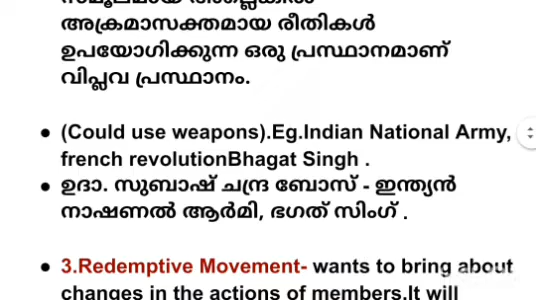 അക്രമാസക്തമായ രീതികൾ
ഉപയോഗിക്കുന്ന ഒരു പ്രസ്ഥാനമാണ്
വിപ്ലവ പ്രസ്ഥാനം.
● (Could use weapons).Eg.Indian National Army,
french revolutionBhagat Singh .
● ഉദാ. സുബാഷ് ചന്ദ്ര ബോസ് - ഇന്ത്യൻ
നാഷണൽ ആർമി, ഭഗത് സിംഗ് .
● 3.Redemptive Movement- wants to bring about
changes in the actions of members.It will